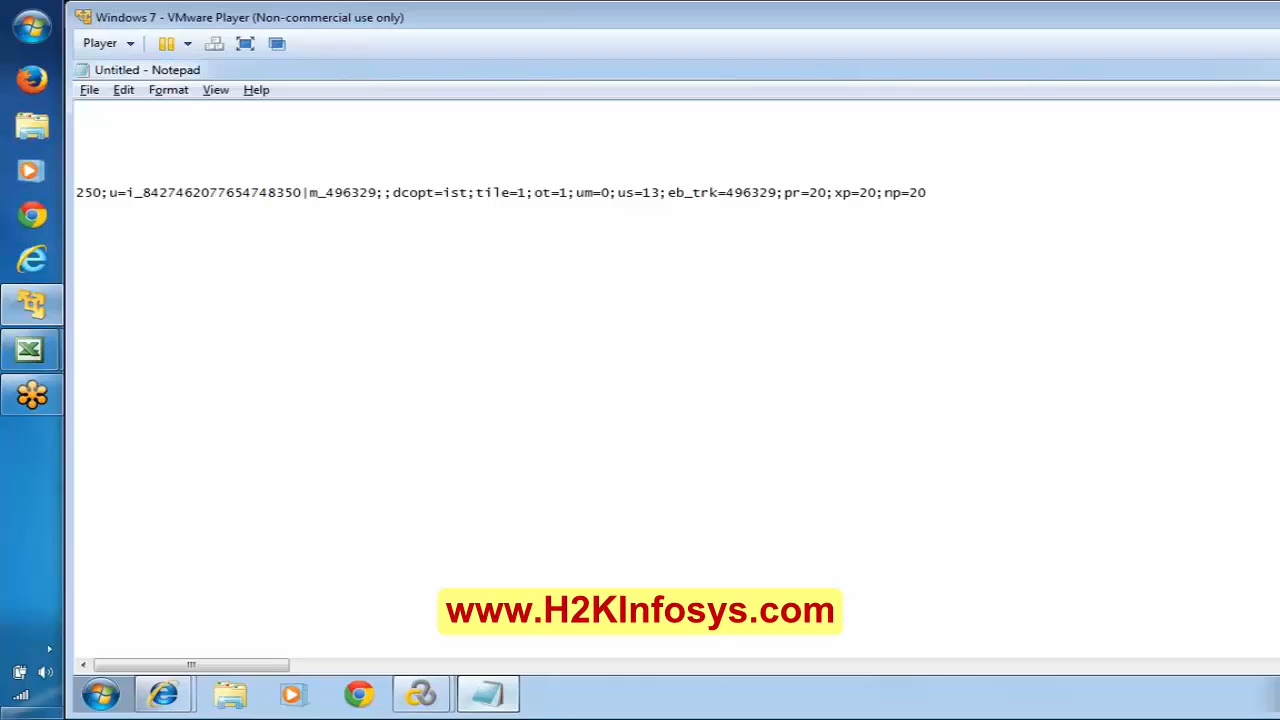 Windows 7 - VMware Player (Non-commercial use only)
Player
Untitled - Notepad
File Edit Format View Help
250;u=i_8427462077654748350|m_496329;;dcopt=ist;tile=1;ot=1;um=0;us=13;eb_trk=496329;pr=20;xp=20;np=20
www.H2KInfosys.com